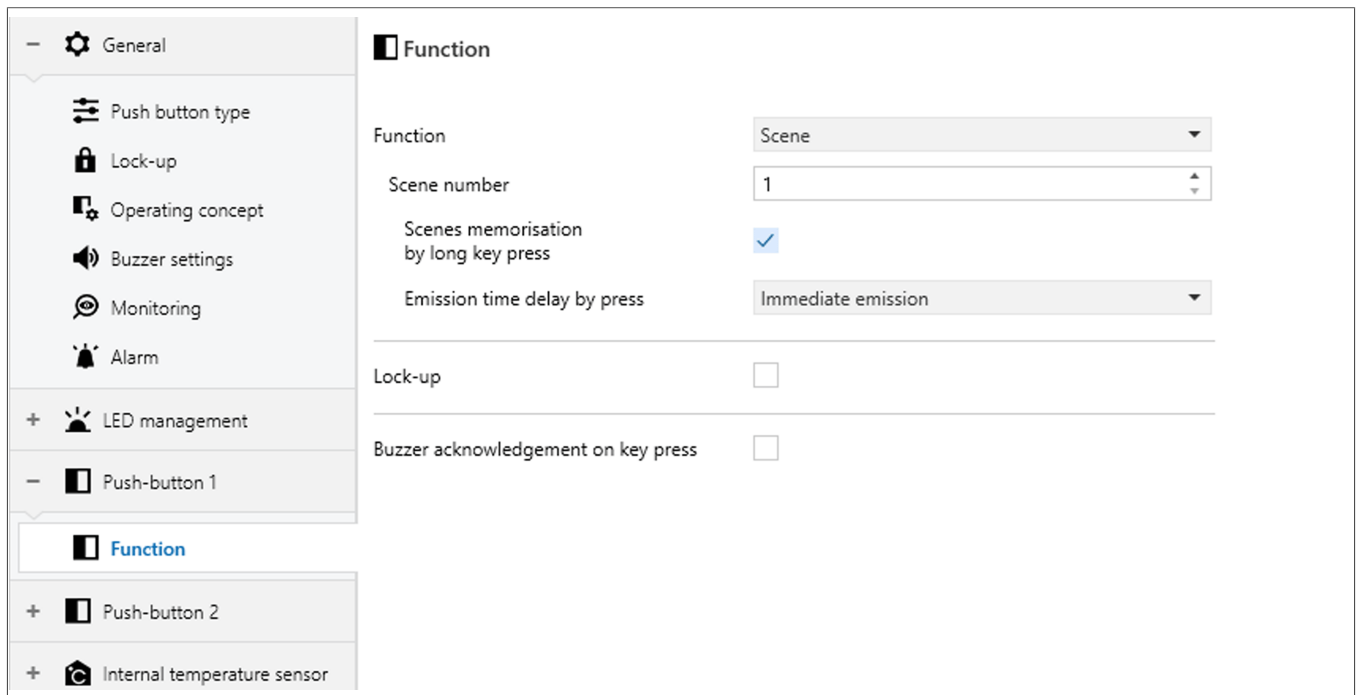 General
Push button type
Lock-up
Operating concept
Buzzer settings
Monitoring
Alarm
LED management
Push-button 1
Function
Push-button 2
Internal temperature sensor
Function
Function
Scene
Scene number
1
Scenes memorisation
by long key press
Emission time delay by press
Immediate emission
Lock-up
Buzzer acknowledgement on key press